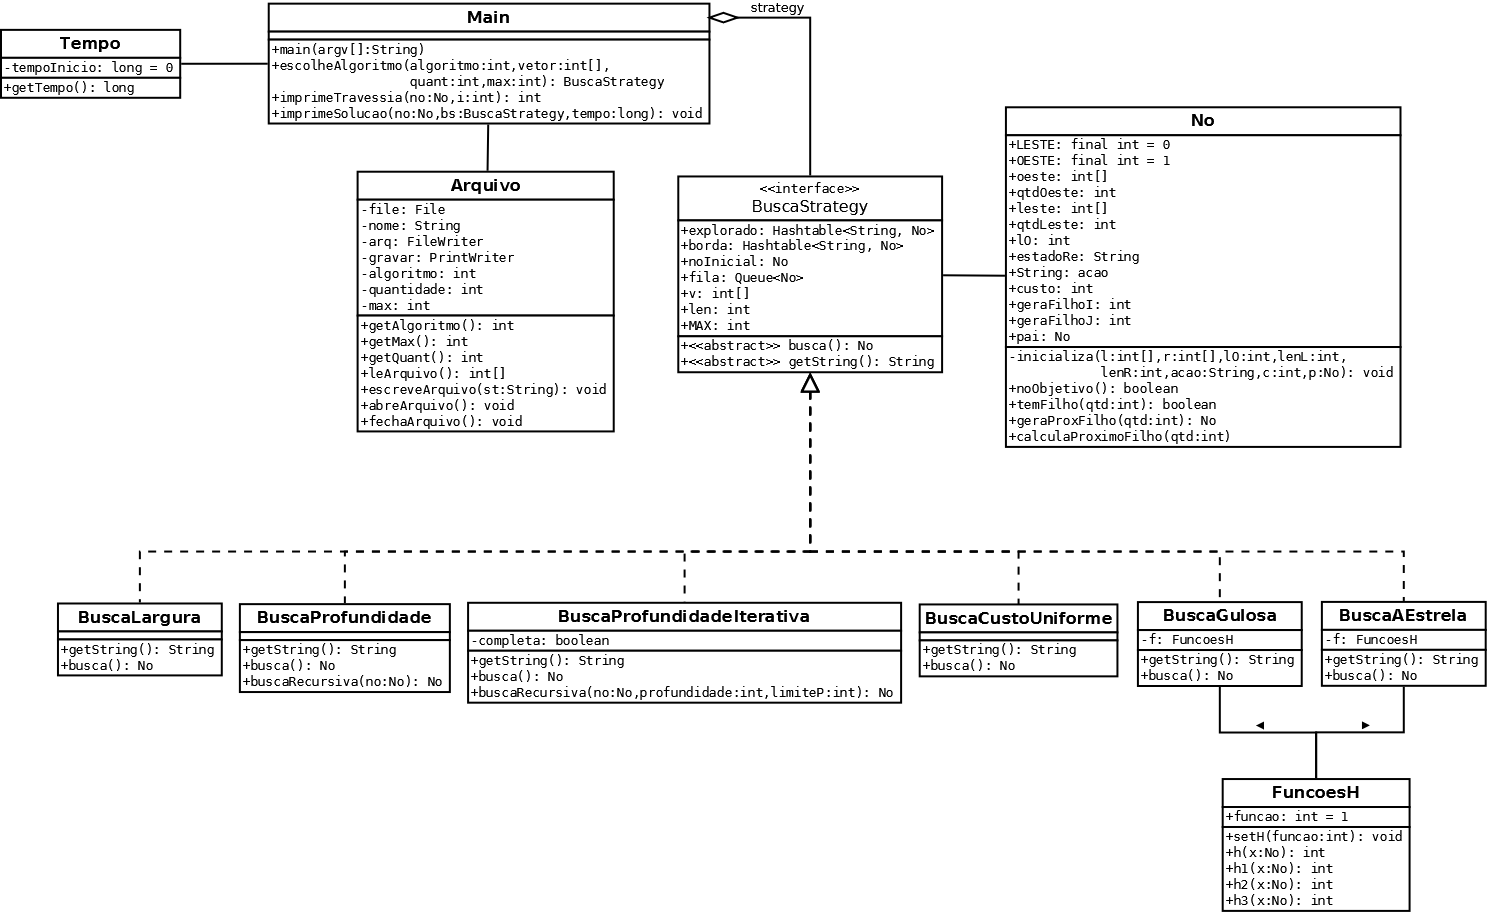 strategy
Main
+main(argv[]:String)
+escolheAlgoritmo(algoritmo:int,vetor:int[],
quant:int,max:int): BuscaStrategy
+imprimeTravessia(no:No,i:int): int
+imprimeSolucao(no:No,bs:BuscaStrategy,tempo:long): void
Tempo
-tempoInicio: long = 0
+getTempo(): long
Arquivo
-file: File
-nome: String
-arq: FileWriter
-gravar: PrintWriter
-algoritmo: int
-quantidade: int
-max: int
+getAlgoritmo(): int
+getMax(): int
+getQuant(): int
+leArquivo(): int[]
+escreveArquivo(st:String): void
+abreArquivo(): void
+fechaArquivo(): void
<<interface>>
BuscaStrategy
+explorado: Hashtable<String, No>
+borda: Hashtable<String, No>
+noInicial: No
+fila: Queue<No>
+v: int[]
+len: int
+MAX: int
+<<abstract>> busca(): No
+<<abstract>> getString(): String
No
+LESTE: final int = 0
+OESTE: final int = 1
+oeste: int[]
+qtdOeste: int
+leste: int[]
+qtdLeste: int
+lO: int
+estadoRe: String
+String: acao
+custo: int
+geraFilhoI: int
+geraFilhoJ: int
+pai: No
-inicializa(l:int[],r:int[],lO:int,lenL:int,
lenR:int,acao:String,c:int,p:No): void
+noObjetivo(): boolean
+temFilho(qtd:int): boolean
+geraProxFilho(qtd:int): No
+calculaProximoFilho(qtd:int)
BuscaLargura
+getString(): String
+busca(): No
BuscaProfundidade
+getString(): String
+busca(): No
+buscaRecursiva(no:No): No
BuscaProfundidadeIterativa
-completa: boolean
+getString(): String
+busca(): No
+buscaRecursiva(no:No,profundidade:int,limiteP:int): No
BuscaCustoUniforme
+getString(): String
+busca(): No
BuscaGulosa
-f: FuncoesH
+getString(): String
+busca(): No
BuscaAEstrela
-f: FuncoesH
+getString(): String
+busca(): No
FuncoesH
+funcao: int = 1
+setH(funcao:int): void
+h(x:No): int
+h1(x:No): int
+h2(x:No): int
+h3(x:No): int